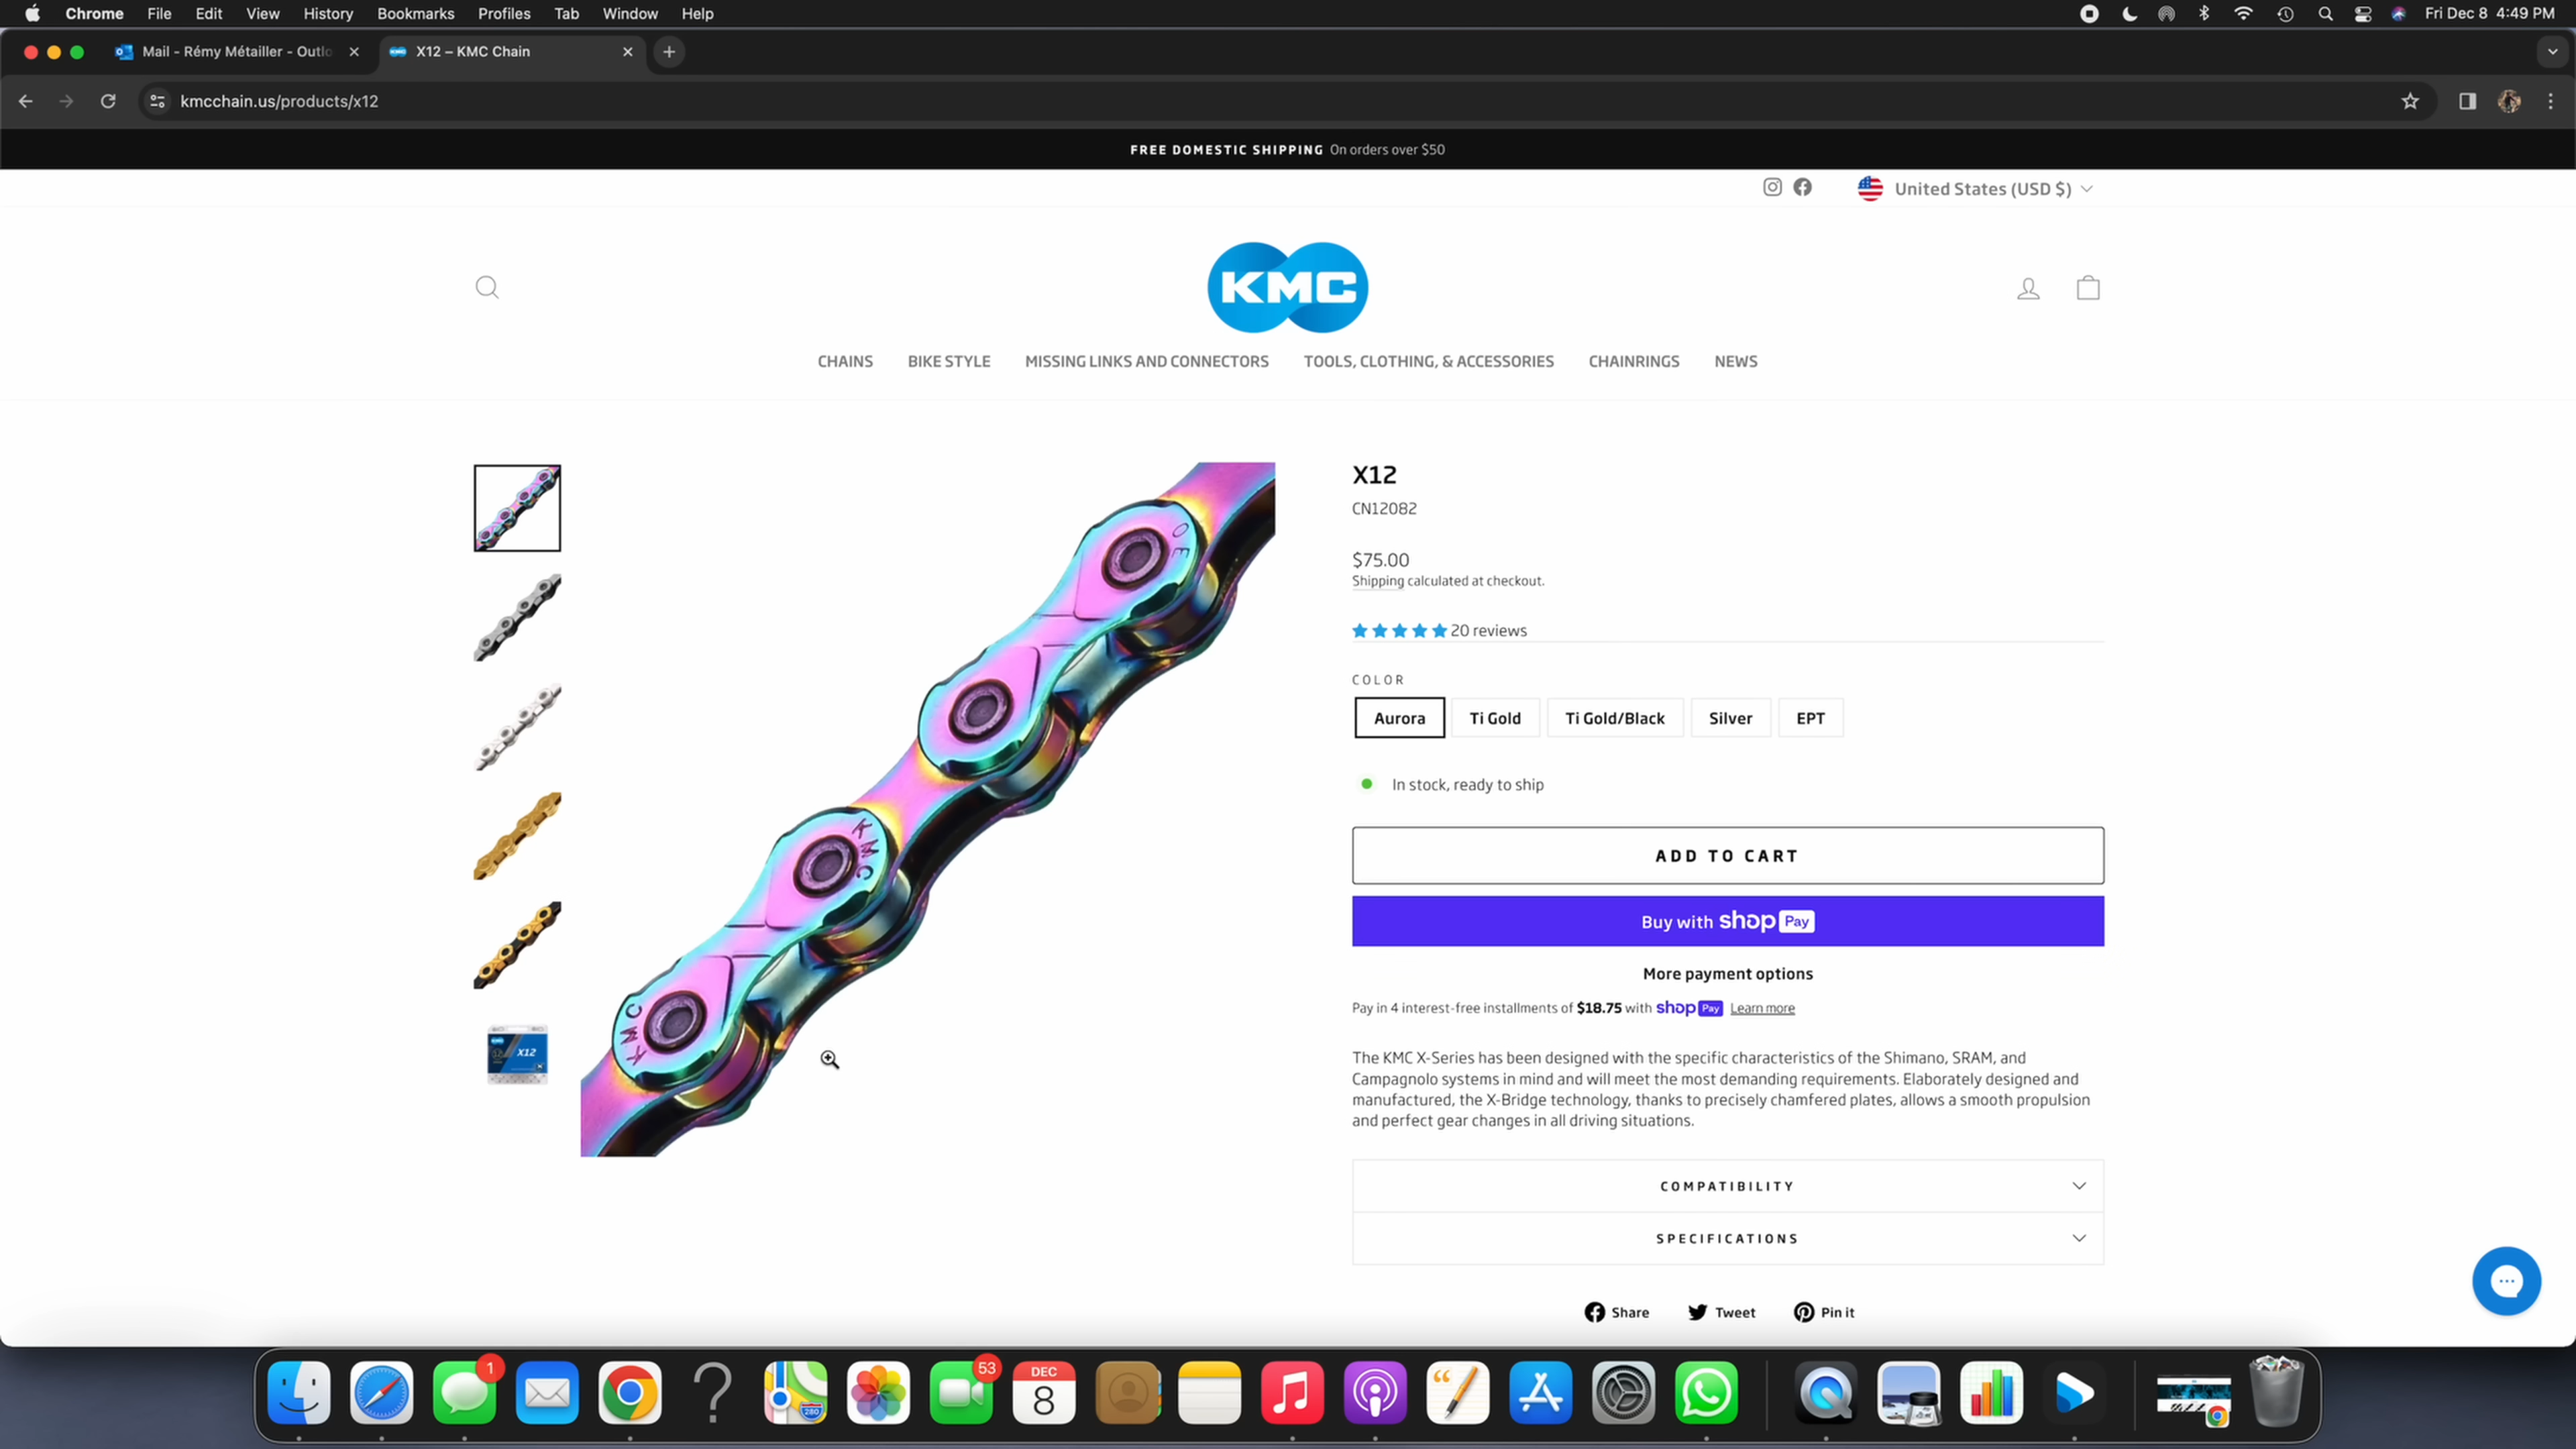 Chrome File Edit View History Bookmarks Profiles Tab Window Help Fri Dec 8 4:49 PM
Mail - Rémy Métailler - Outlo X12 – KMC Chain
kmcchain.us/products/x12
FREE DOMESTIC SHIPPING On orders over $50
United States (USD $)
KMC
CHAINS BIKE STYLE MISSING LINKS AND CONNECTORS TOOLS, CLOTHING, & ACCESSORIES CHAINRINGS NEWS
X12
CN12082
$75.00
Shipping calculated at checkout.
20 reviews
COLOR
Aurora Ti Gold Ti Gold/Black Silver EPT
In stock, ready to ship
ADD TO CART
Buy with shop Pay
More payment options
Pay in 4 interest-free installments of $18.75 with shop Pay Learn more
The KMC X-Series has been designed with the specific characteristics of the Shimano, SRAM, and
Campagnolo systems in mind and will meet the most demanding requirements. Elaborately designed and
manufactured, the X-Bridge technology, thanks to precisely chamfered plates, allows a smooth propulsion
and perfect gear changes in all driving situations.
COMPATIBILITY
SPECIFICATIONS
Share Tweet Pin it
KMC
KMC
X12
1
53
DEC
8
280